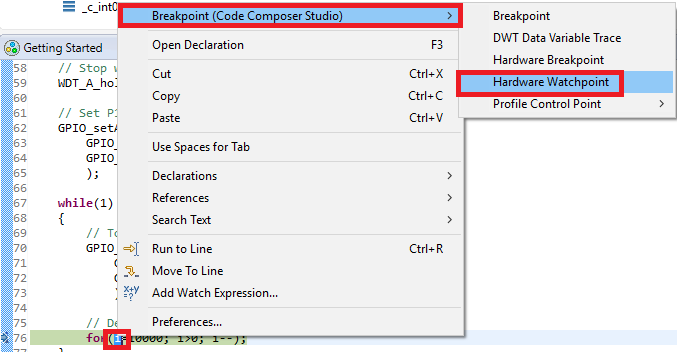 _c_int0
Getting Started
58 // Stop w
59 WDT_A_hol
60
61 // Set P1
62 GPIO_setA
63 GPIO_
64 GPIO_
65 );
66
67 while(1)
68 {
69 // To
70 GPIO_
71 G
72 G
73 )
74
75 // De
76 for(i=10000; i>0; i--);
Breakpoint (Code Composer Studio) >
Open Declaration F3
Cut Ctrl+X
Copy Ctrl+C
Paste Ctrl+V
Use Spaces for Tab
Declarations >
References >
Search Text >
Run to Line Ctrl+R
Move To Line
Add Watch Expression...
Preferences...
Breakpoint
DWT Data Variable Trace
Hardware Breakpoint
Hardware Watchpoint
Profile Control Point >